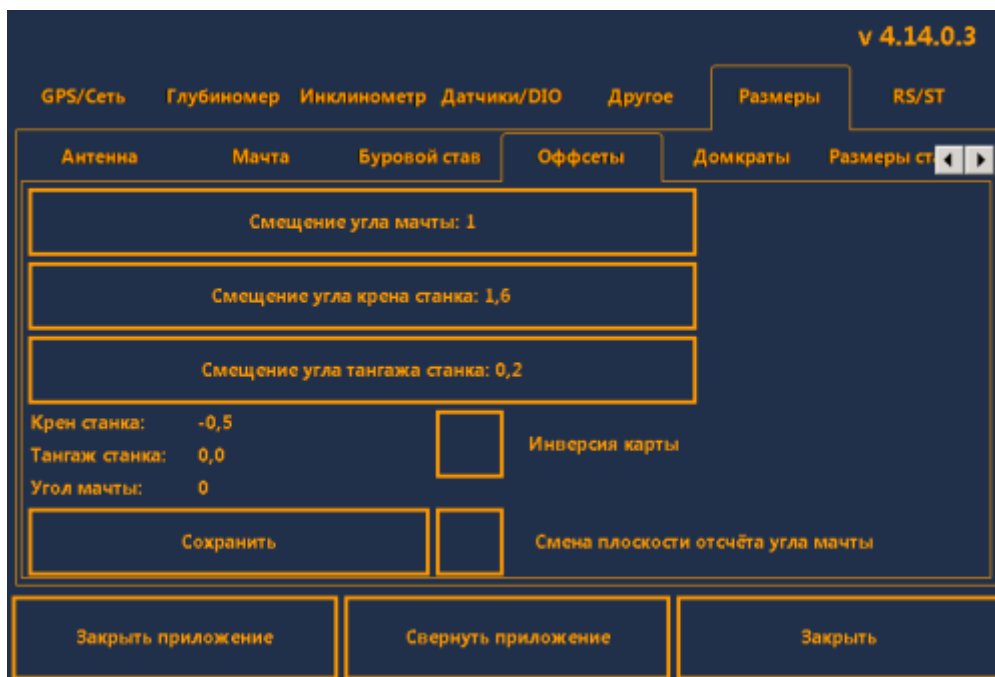 v 4.14.0.3
GPS/Сеть Глубиномер Инклинометр Датчики/DIO Другое Размеры RS/ST
Антенна Мачта Буровой став Оффсеты Домкраты Размеры
Смещение угла мачты: 1
Смещение угла крена станка: 1,6
Смещение угла тангажа станка: 0,2
Крен станка: -0,5
Инверсия карты
Тангаж станка: 0,0
Угол мачты: 0
Сохранить Смена плоскости отсчёта угла мачты
Закрыть приложение Свернуть приложение Закрыть